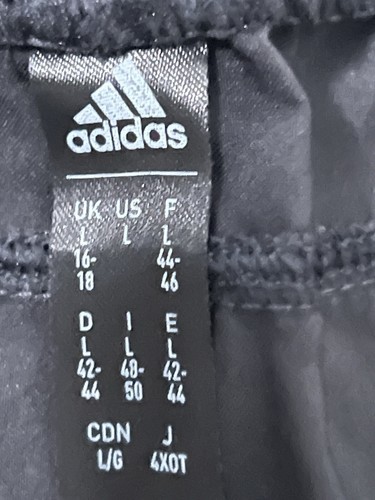 adidas
UK US F
L L L
16- 44-
18 46
D I E
L L L
42- 48- 42-
44 50 44
CDN J
L/G 4XOT